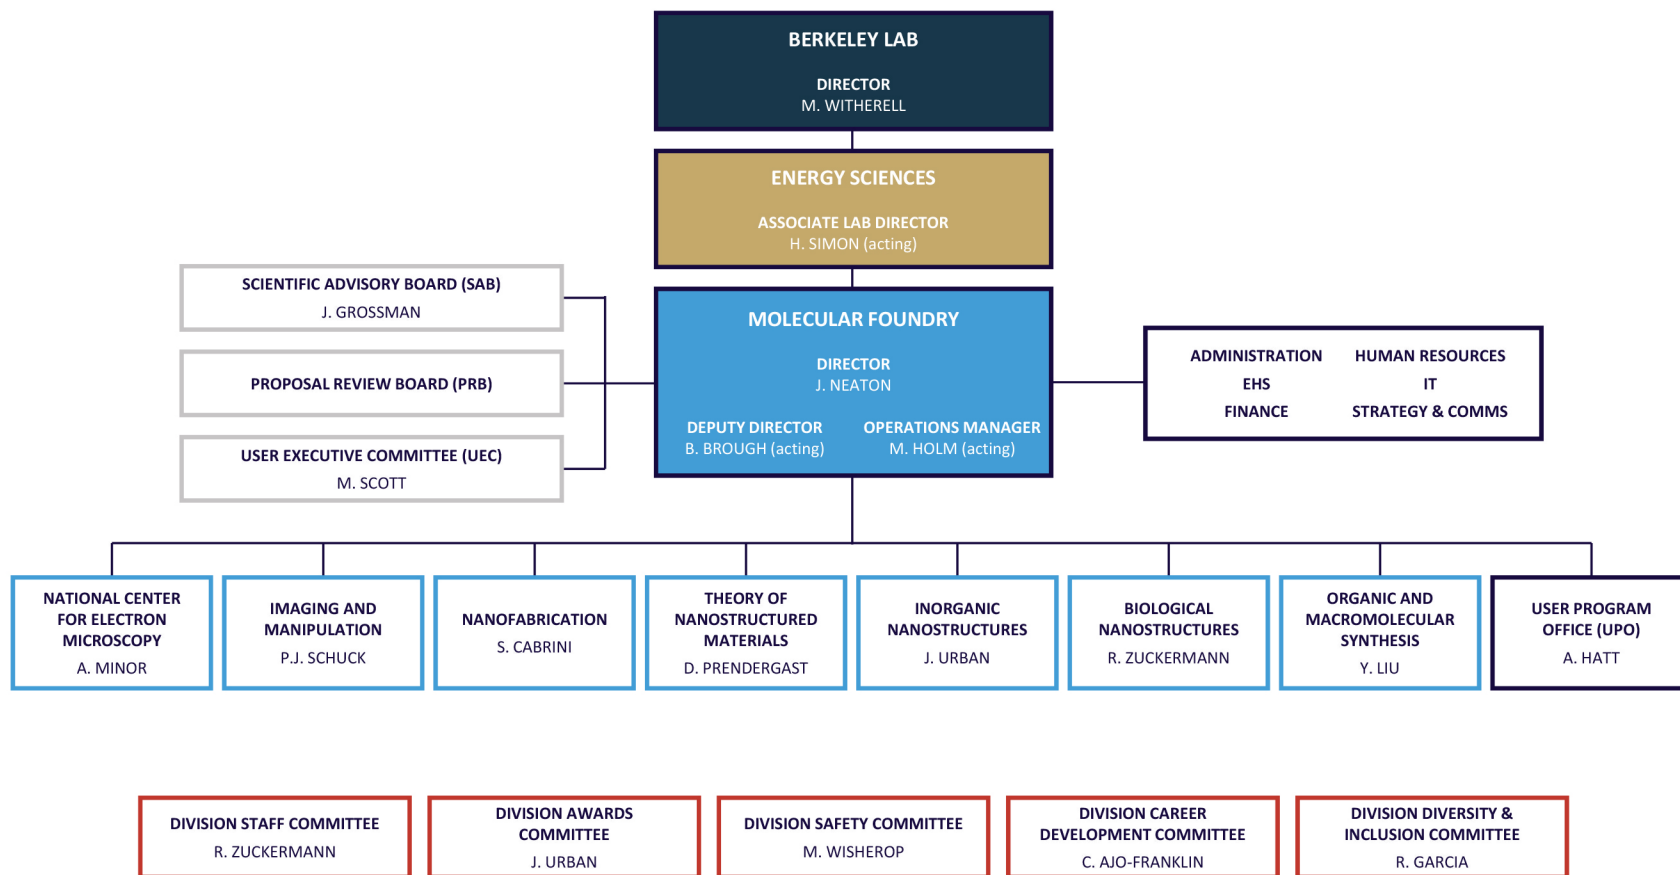 BERKELEY LAB
DIRECTOR
M. WITHERELL
ENERGY SCIENCES
ASSOCIATE LAB DIRECTOR
H. SIMON (acting)
SCIENTIFIC ADVISORY BOARD (SAB)
J. GROSSMAN
PROPOSAL REVIEW BOARD (PRB)
USER EXECUTIVE COMMITTEE (UEC)
M. SCOTT
MOLECULAR FOUNDRY
DIRECTOR
J. NEATON
DEPUTY DIRECTOR
B. BROUGH (acting)
OPERATIONS MANAGER
M. HOLM (acting)
ADMINISTRATION
EHS
FINANCE
HUMAN RESOURCES
IT
STRATEGY & COMMS
NATIONAL CENTER
FOR ELECTRON
MICROSCOPY
A. MINOR
IMAGING AND
MANIPULATION
P.J. SCHUCK
NANOFABRICATION
S. CABRINI
THEORY OF
NANOSTRUCTURED
MATERIALS
D. PRENDERGAST
INORGANIC
NANOSTRUCTURES
J. URBAN
BIOLOGICAL
NANOSTRUCTURES
R. ZUCKERMANN
ORGANIC AND
MACROMOLECULAR
SYNTHESIS
Y. LIU
USER PROGRAM
OFFICE (UPO)
A. HATT
DIVISION STAFF COMMITTEE
R. ZUCKERMANN
DIVISION AWARDS
COMMITTEE
J. URBAN
DIVISION SAFETY COMMITTEE
M. WISHEROP
DIVISION CAREER
DEVELOPMENT COMMITTEE
C. AJO-FRANKLIN
DIVISION DIVERSITY &
INCLUSION COMMITTEE
R. GARCIA